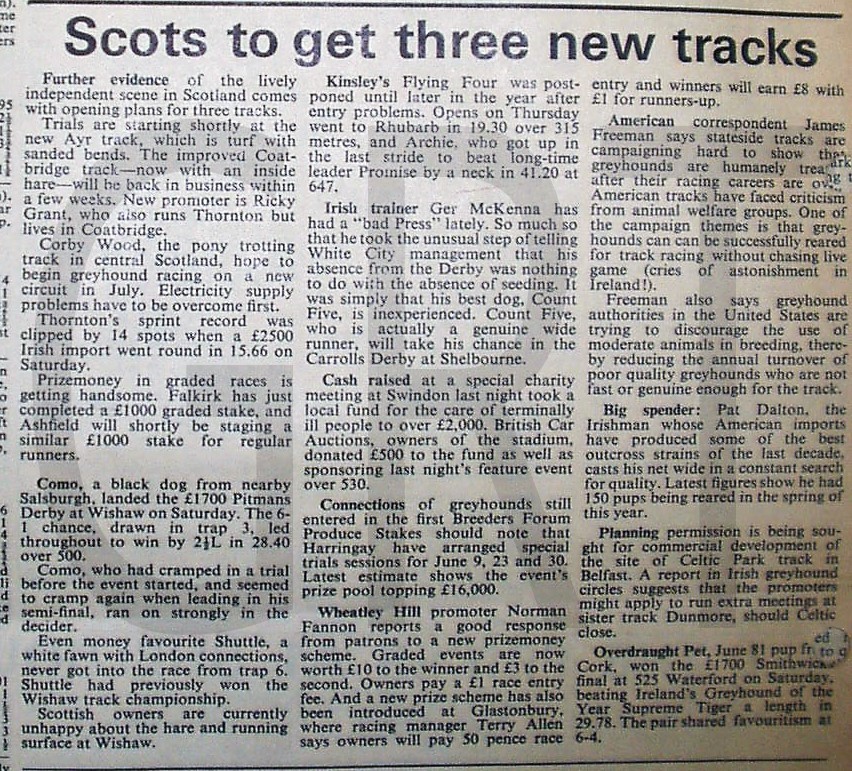 Scots to get three new tracks
Further evidence of the lively
independent scene in Scotland comes
with opening plans for three tracks.
Trials are starting shortly at the
new Ayr track, which is turf with
sanded bends. The improved Coat-
bridge track—now with an inside
hare—will be back in business within
a few weeks. New promoter is Ricky
Grant, who also runs Thornton but
lives in Coatbridge.
Corby Wood, the pony trotting
track in central Scotland, hope to
begin greyhound racing on a new
circuit in July. Electricity supply
problems have to be overcome first.
Thornton's sprint record was
clipped by 14 spots when a £2500
Irish import went round in 15.66 on
Saturday.
Prizemoney in graded races is
getting handsome. Falkirk has just
completed a £1000 graded stake, and
Ashfield will shortly be staging a
similar £1000 stake for regular
runners.
Como, a black dog from nearby
Salsburgh, landed the £1700 Pitmans
Derby at Wishaw on Saturday. The 6-
1 chance, drawn in trap 3, led
throughout to win by 2½L in 28.40
over 500.
Como, who had cramped in a trial
before the event started, and seemed
to cramp again when leading in his
semi-final, ran on strongly in the
decider.
Even money favourite Shuttle, a
white fawn with London connections,
never got into the race from trap 6.
Shuttle had previously won the
Wishaw track championship.
Scottish owners are currently
unhappy about the hare and running
surface at Wishaw.
Kinsley's Flying Four was post-
poned until later in the year after
entry problems. Opens on Thursday
went to Rhubarb in 19.30 over 315
metres, and Archie, who got up in
the last stride to beat long-time
leader Promise by a neck in 41.20 at
647.
Irish trainer Ger McKenna has
had a "bad Press" lately. So much so
that he took the unusual step of telling
White City management that his
absence from the Derby was nothing
to do with the absence of seeding. It
was simply that his best dog, Count
Five, is inexperienced. Count Five,
who is actually a genuine wide
runner, will take his chance in the
Carrolls Derby at Shelbourne.
Cash raised at a special charity
meeting at Swindon last night took a
local fund for the care of terminally
ill people to over £2,000. British Car
Auctions, owners of the stadium,
donated £500 to the fund as well as
sponsoring last night's feature event
over 530.
Connections of greyhounds still
entered in the first Breeders Forum
Produce Stakes should note that
Harringay have arranged special
trials sessions for June 9, 23 and 30.
Latest estimate shows the event's
prize pool topping £16,000.
Wheatley Hill promoter Norman
Fannon reports a good response
from patrons to a new prizemoney
scheme. Graded events are now
worth £10 to the winner and £3 to the
second. Owners pay a £1 race entry
fee. And a new prize scheme has also
been introduced at Glastonbury,
where racing manager Terry Allen
says owners will pay 50 pence race
entry and winners will earn £8 with
£1 for runners-up.
American correspondent James
Freeman says stateside tracks are
campaigning hard to show that
greyhounds are humanely
after their racing careers are
American tracks have faced criticism
from animal welfare groups. One of
the campaign themes is that grey-
hounds can can be successfully reared
for track racing without chasing live
game (cries of astonishment in
Ireland!).
Freeman also says greyhound
authorities in the United States are
trying to discourage the use of
moderate animals in breeding, there-
by reducing the annual turnover of
poor quality greyhounds who are not
fast or genuine enough for the track.
Big spender: Pat Dalton, the
Irishman whose American imports
have produced some of the best
outcross strains of the last decade,
casts his net wide in a constant search
for quality. Latest figures show he had
150 pups being reared in the spring of
this year.
Planning permission is being sou-
ght for commercial development of
the site of Celtic Park track in
Belfast. A report in Irish greyhound
circles suggests that the promoters
might apply to run extra meetings at
sister track Dunmore, should Celtic
close.
Overdraught Pet, June 81 pup
Cork, won the £1700 Smithwicks
final at 525 Waterford on Saturday,
beating Ireland's Greyhound of the
Year Supreme Tiger a length in
29.78. The pair shared favouritism at
6-4.